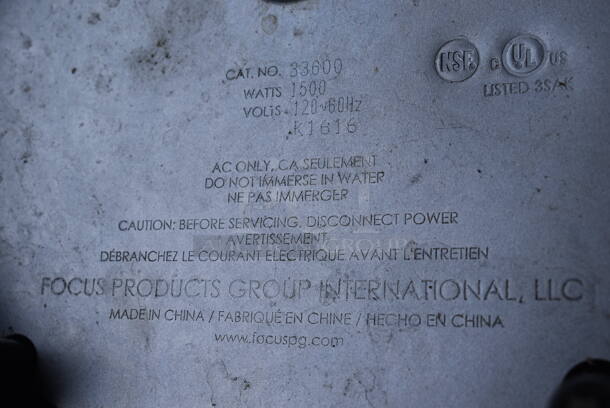 CAT. NO. 33600
WATTS 1500
VOLTS 120~60Hz
K1616
NSF
C UL US
LISTED 3SAK
AC ONLY, CA SEULEMENT
DO NOT IMMERSE IN WATER
NE PAS IMMERGER
CAUTION: BEFORE SERVICING, DISCONNECT POWER
AVERTISSEMENT
DÉBRANCHEZ LE COURANT ELECTRIQUE AVANT L'ENTRETIEN
FOCUS PRODUCTS GROUP INTERNATIONAL, LLC
MADE IN CHINA / FABRIQUÉ EN CHINE / HECHO EN CHINA
www.focuspg.com